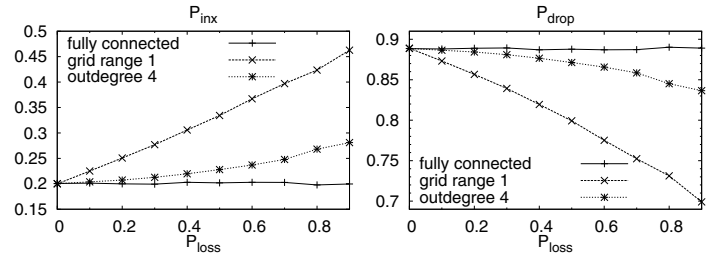 P_inx
0.5
0.45
0.4
0.35
0.3
0.25
0.2
0.15
fully connected
grid range 1
outdegree 4
0 0.2 0.4 0.6 0.8
P_loss
P_drop
0.9
0.85
0.8
0.75
0.7
fully connected
grid range 1
outdegree 4
0 0.2 0.4 0.6 0.8
P_loss